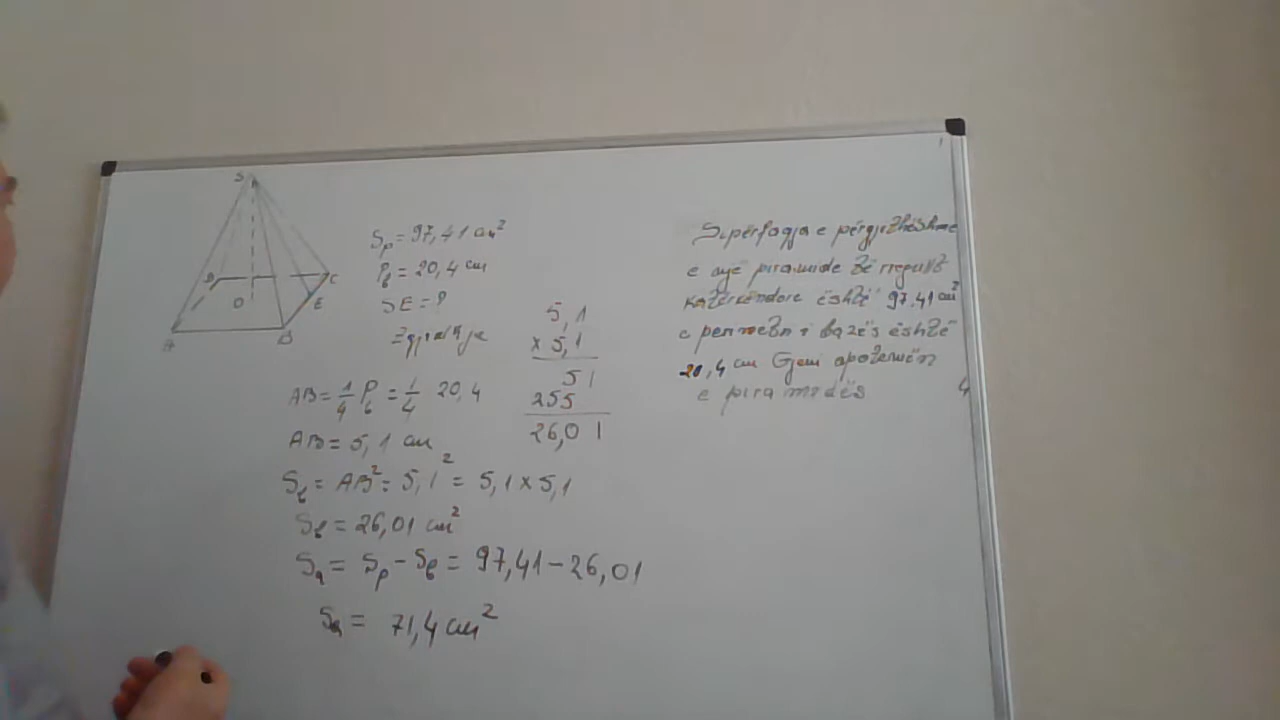 S
D
C
O
E
A
B
Sp = 97,41 cm²
Pb = 20,4 cm
SE = ?
Zgjidhje
AB = 1/4 Pb = 1/4 20,4
AB = 5,1 cm
Sb = AB² = 5,1² = 5,1 x 5,1
Sb = 26,01 cm²
Sa = Sp - Sb = 97,41 - 26,01
Sa = 71,4 cm²
5,1
x 5,1
51
255
26,01
Sipërfaqja e përgjithëshme
e një piramide të rregullt
katërkëndore është 97,41 cm²
e perimetri i bazës është
20,4 cm Gjeni apotemën
e piramidës